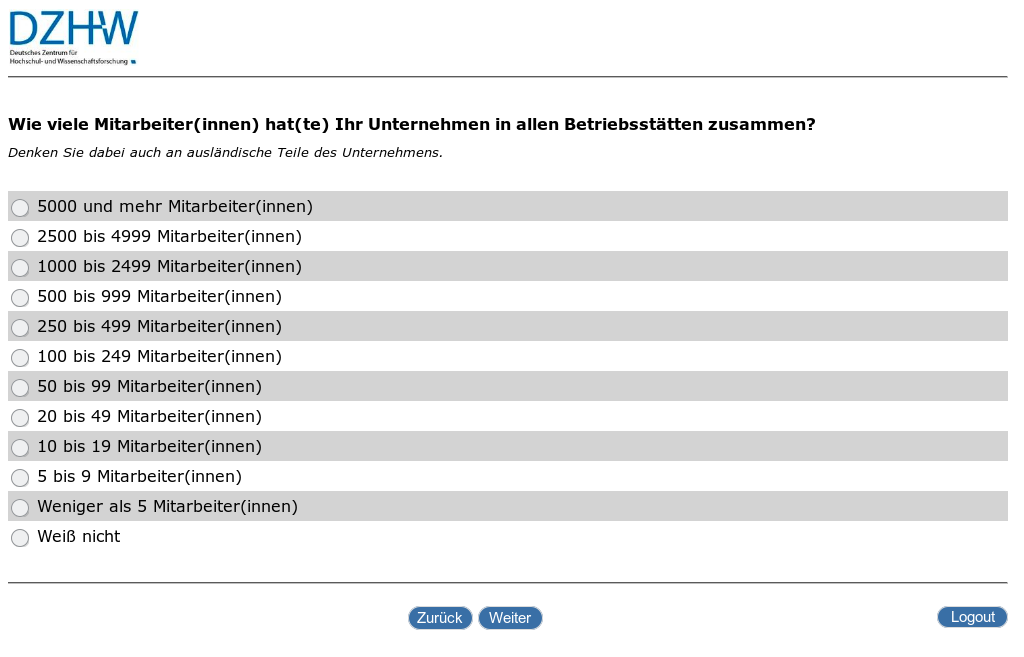 DZHW
Deutsches Zentrum für
Hochschul- und Wissenschaftsforschung
Wie viele Mitarbeiter(innen) hat(te) Ihr Unternehmen in allen Betriebsstätten zusammen?
Denken Sie dabei auch an ausländische Teile des Unternehmens.
5000 und mehr Mitarbeiter(innen)
2500 bis 4999 Mitarbeiter(innen)
1000 bis 2499 Mitarbeiter(innen)
500 bis 999 Mitarbeiter(innen)
250 bis 499 Mitarbeiter(innen)
100 bis 249 Mitarbeiter(innen)
50 bis 99 Mitarbeiter(innen)
20 bis 49 Mitarbeiter(innen)
10 bis 19 Mitarbeiter(innen)
5 bis 9 Mitarbeiter(innen)
Weniger als 5 Mitarbeiter(innen)
Weiß nicht
Zurück Weiter Logout